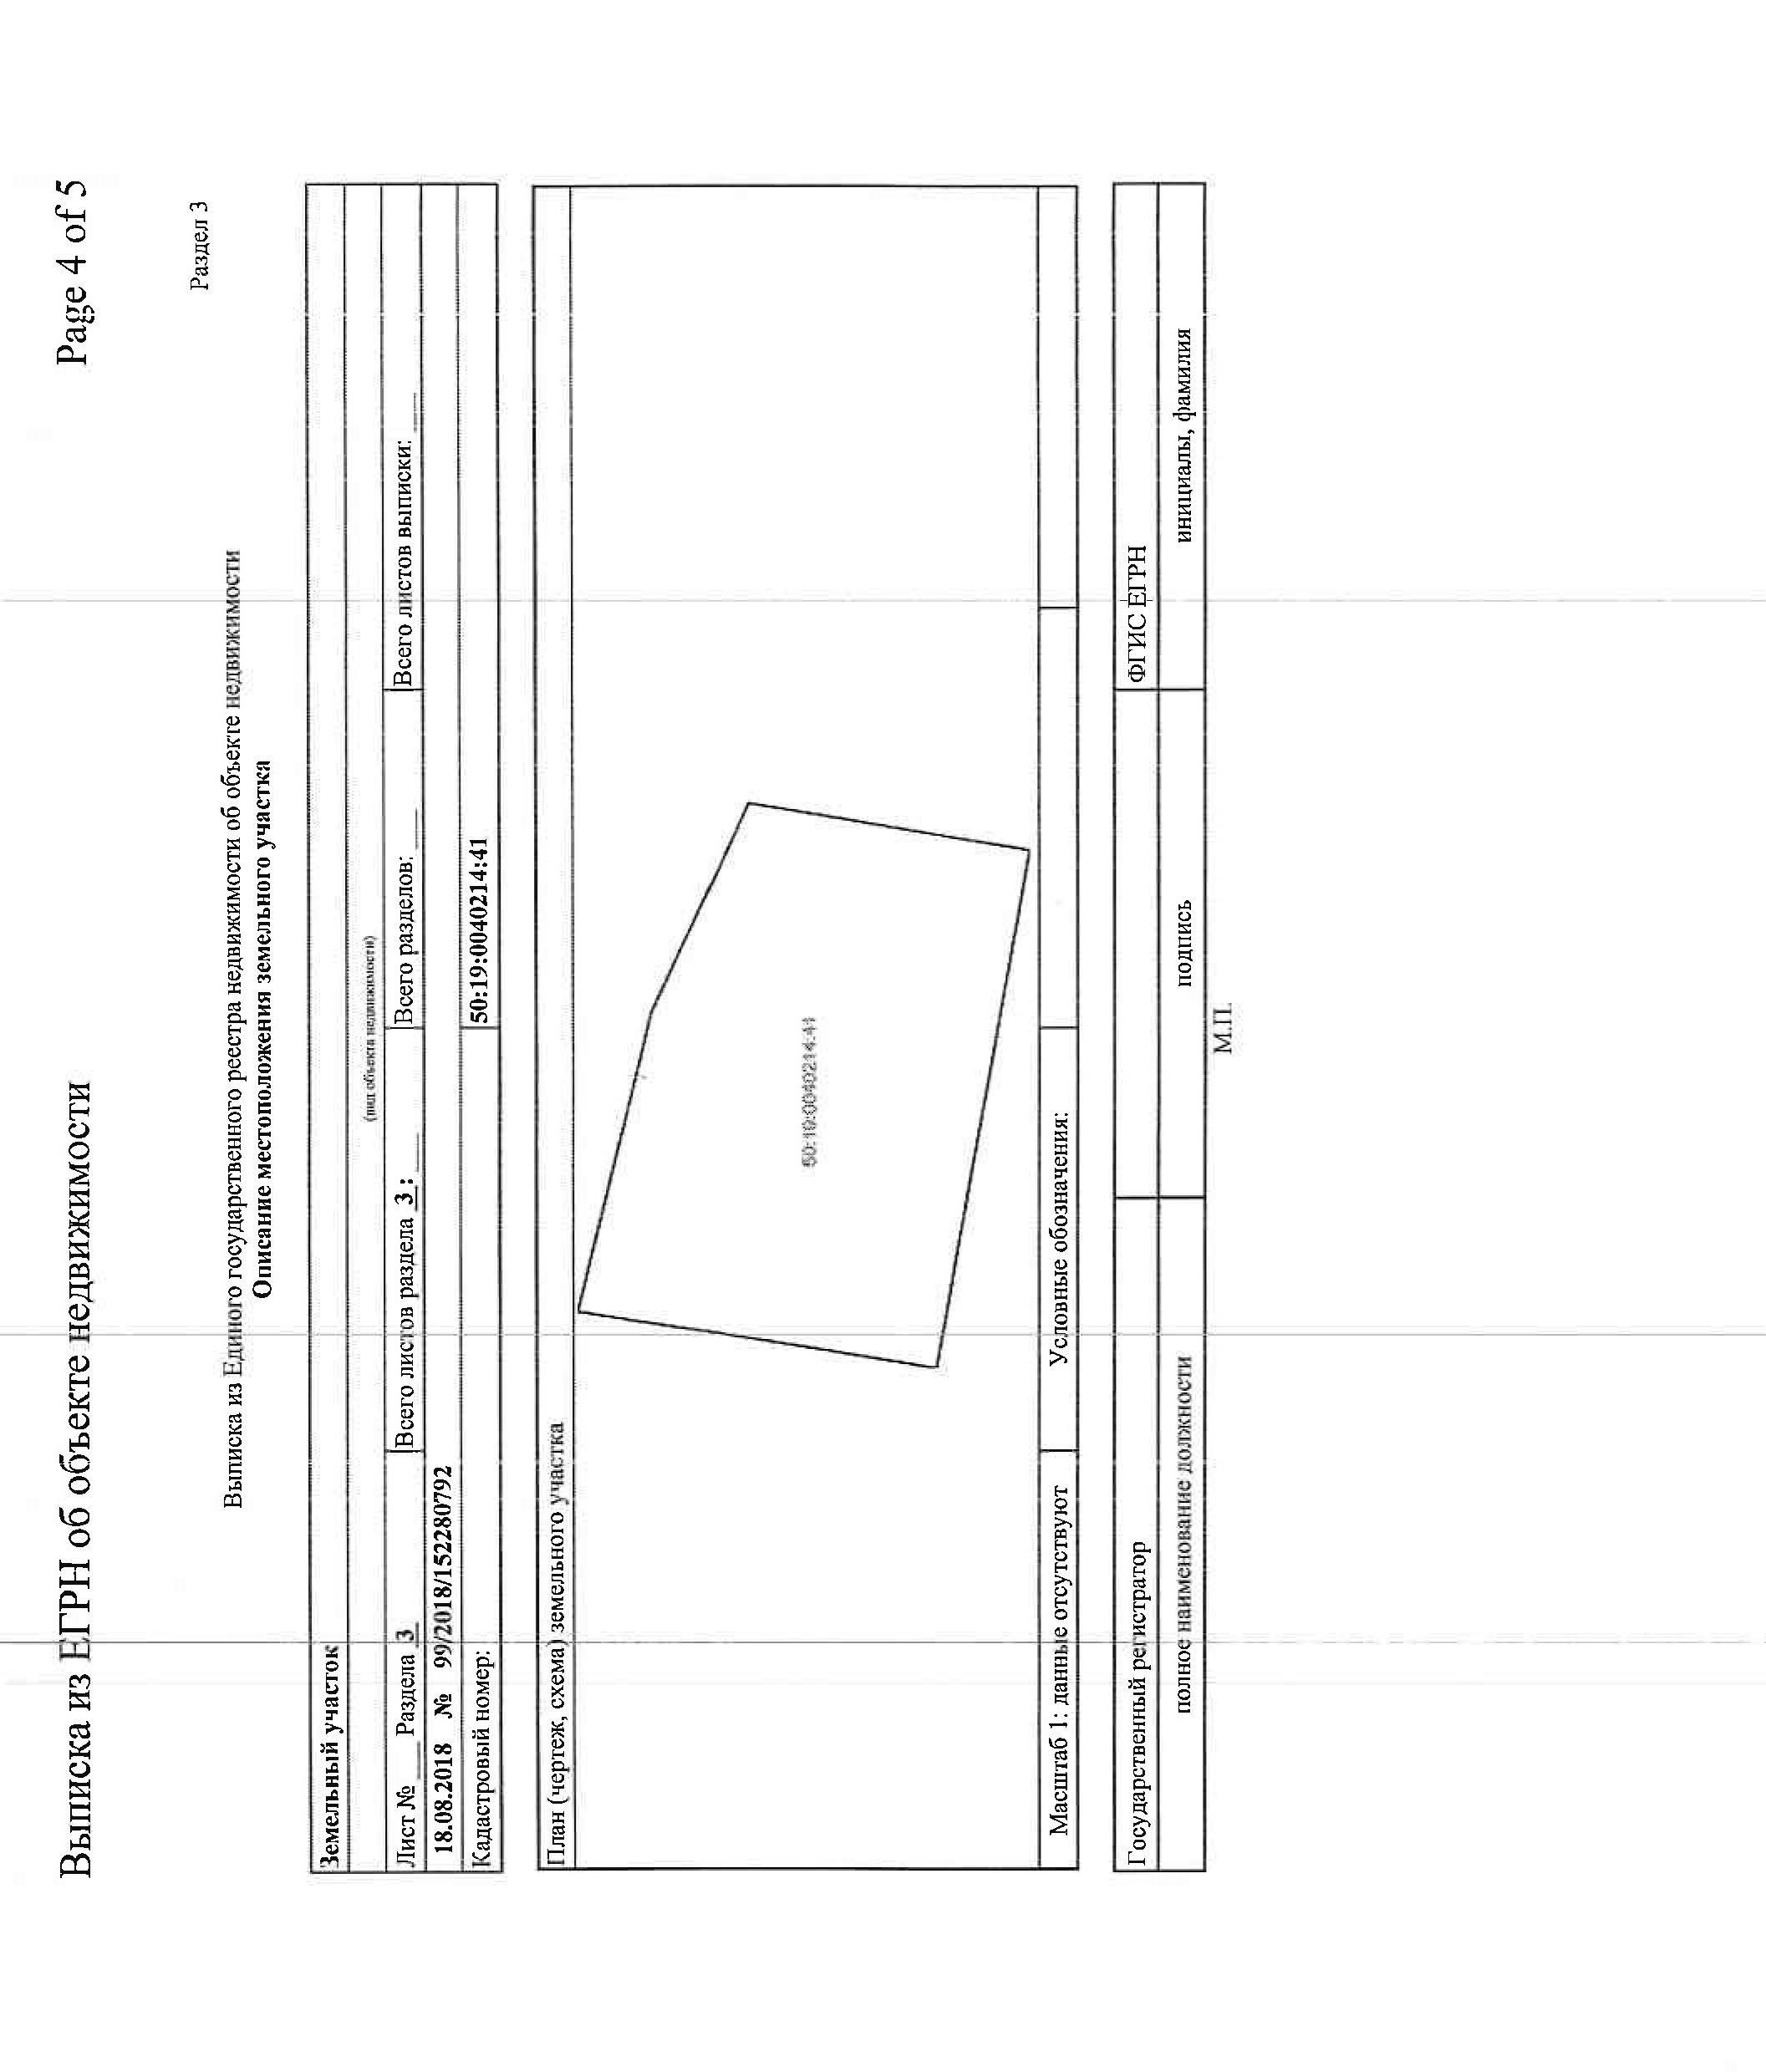 Выписка из ЕГРН об объекте недвижимости Page 4 of 5
Раздел 3
Выписка из Единого государственного реестра недвижимости об объекте недвижимости
Описание местоположения земельного участка
Земельный участок
(вид объекта недвижимости)
Лист № ___ Раздела 3 Всего листов раздела 3 : ___ Всего разделов: ___ Всего листов выписки: ___
18.08.2018 № 99/2018/152280792
Кадастровый номер: 50:19:0040214:41
План (чертеж, схема) земельного участка
50:19:0040214:41
Масштаб 1: данные отсутствуют Условные обозначения:
Государственный регистратор ФГИС ЕГРН
полное наименование должности подпись инициалы, фамилия
М.П.